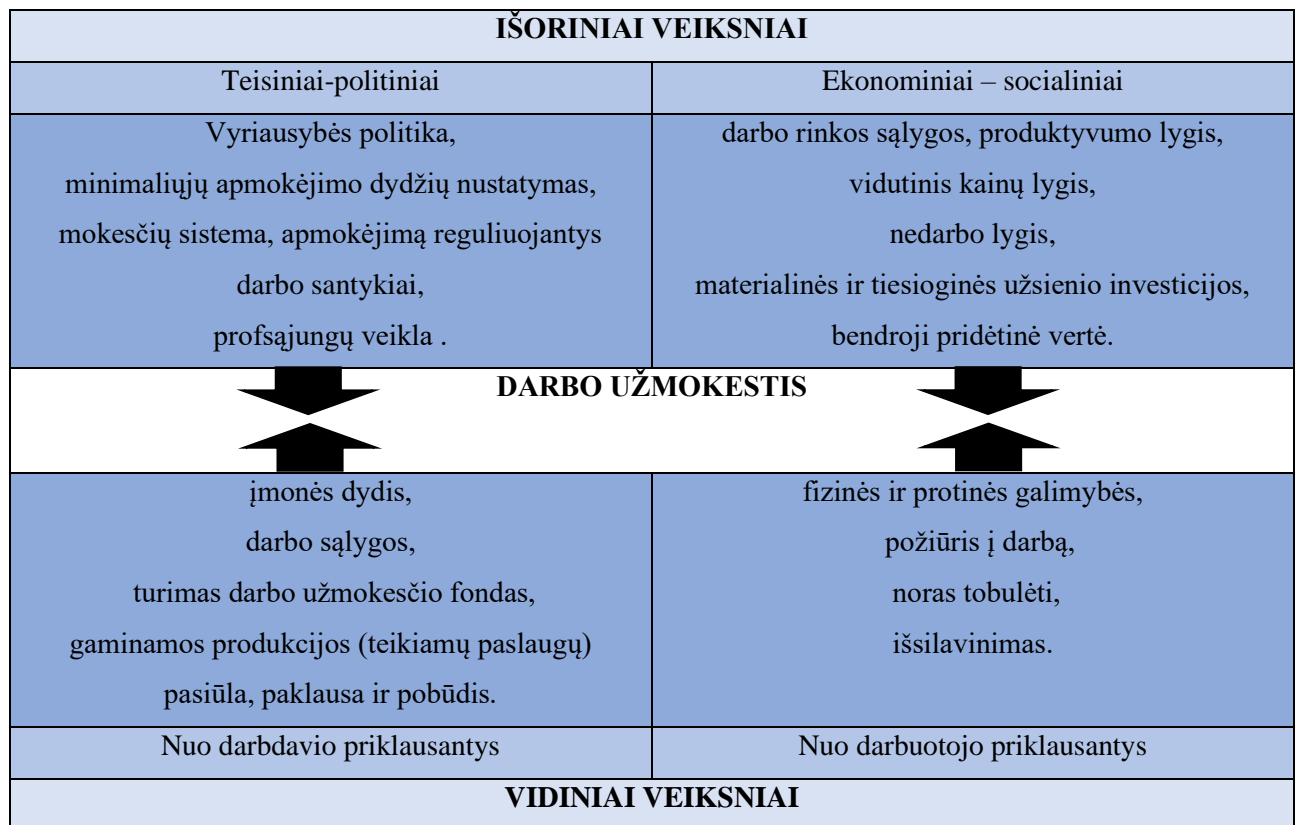 IŠORINIAI VEIKSNIAI
Teisiniai-politiniai
Ekonominiai – socialiniai
Vyriausybės politika,
minimaliųjų apmokėjimo dydžių nustatymas,
mokesčių sistema, apmokėjimą reguliuojantys
darbo santykiai,
profsąjungų veikla .
darbo rinkos sąlygos, produktyvumo lygis,
vidutinis kainų lygis,
nedarbo lygis,
materialinės ir tiesioginės užsienio investicijos,
bendroji pridėtinė vertė.
DARBO UŽMOKESTIS
įmonės dydis,
darbo sąlygos,
turimas darbo užmokesčio fondas,
gaminamos produkcijos (teikiamų paslaugų)
pasiūla, paklausa ir pobūdis.
fizinės ir protinės galimybės,
požiūris į darbą,
noras tobulėti,
išsilavinimas.
Nuo darbdavio priklausantys
Nuo darbuotojo priklausantys
VIDINIAI VEIKSNIAI